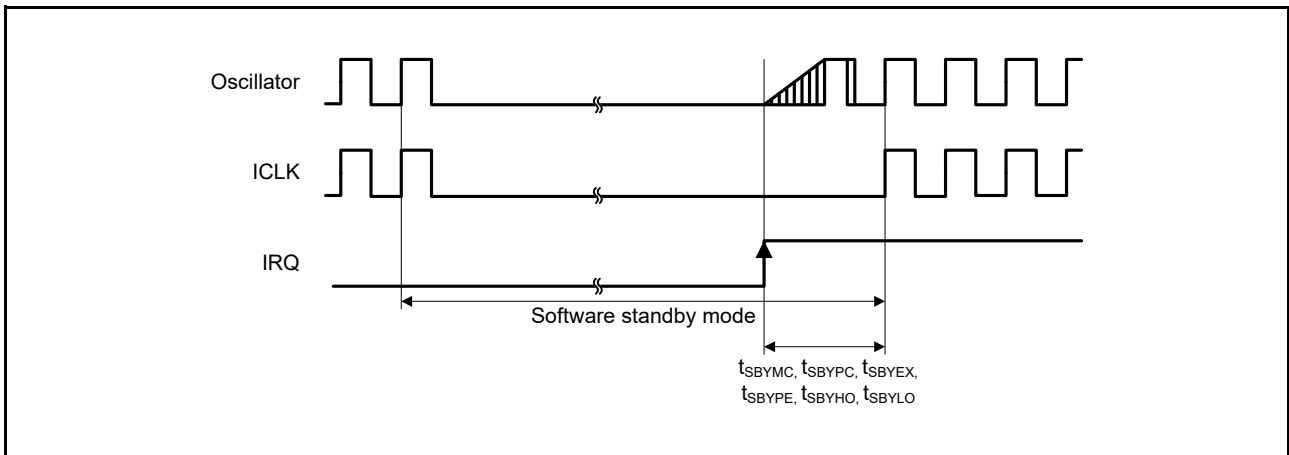 Oscillator
ICLK
IRQ
Software standby mode
tSBYMC, tSBYPC, tSBYEX,
tSBYPE, tSBYHO, tSBYLO